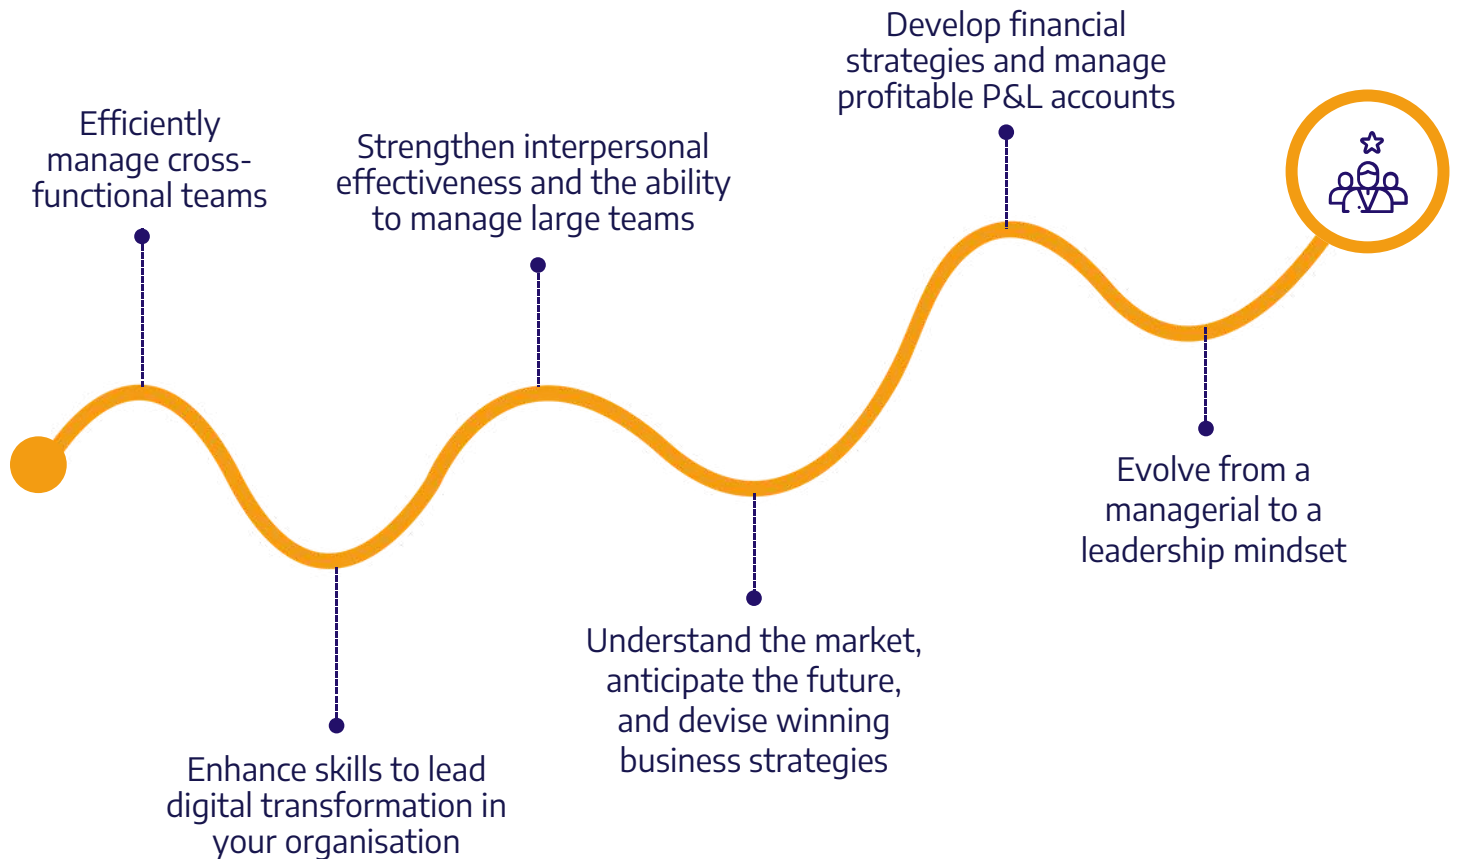 Efficiently
manage cross-
functional teams
Enhance skills to lead
digital transformation in
your organisation
Strengthen interpersonal
effectiveness and the ability
to manage large teams
Understand the market,
anticipate the future,
and devise winning
business strategies
Develop financial
strategies and manage
profitable P&L accounts
Evolve from a
managerial to a
leadership mindset